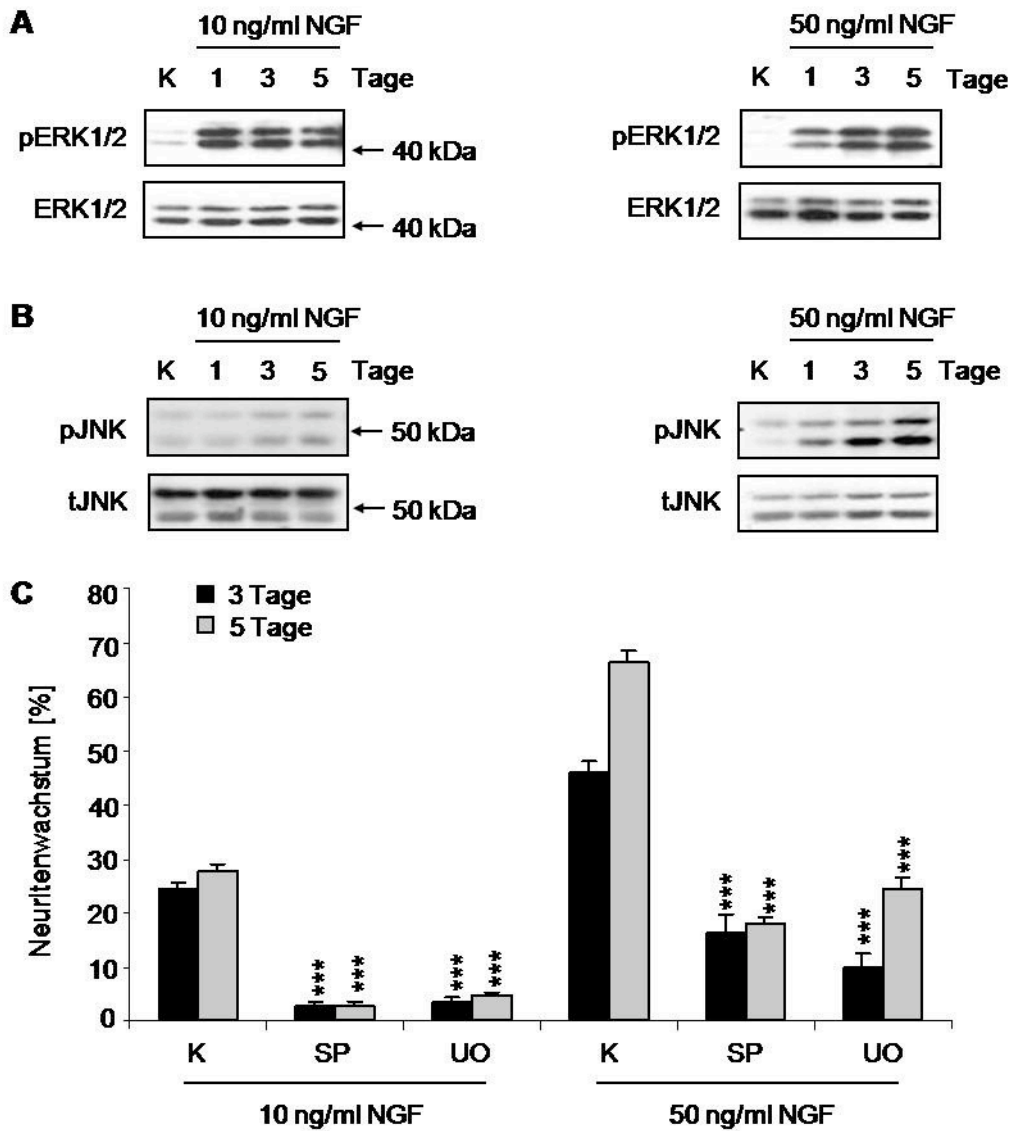 A
10 ng/ml NGF
50 ng/ml NGF
K 1 3 5 Tage
K 1 3 5 Tage
pERK1/2
← 40 kDa
pERK1/2
ERK1/2
← 40 kDa
ERK1/2
B
10 ng/ml NGF
50 ng/ml NGF
K 1 3 5 Tage
K 1 3 5 Tage
pJNK
← 50 kDa
pJNK
tJNK
← 50 kDa
tJNK
C
3 Tage
5 Tage
Neuritenwachstum [%]
80
70
60
50
40
30
20
10
0
*** *** *** *** *** *** *** ***
K SP UO K SP UO
10 ng/ml NGF
50 ng/ml NGF